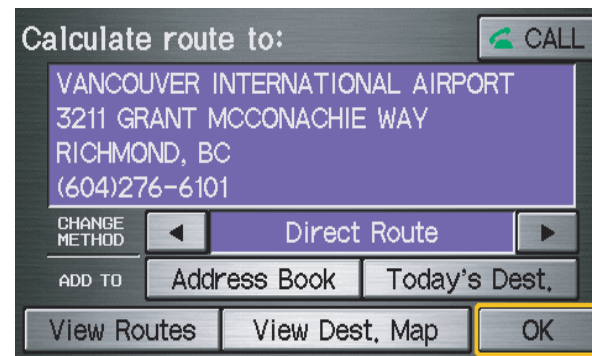 Calculate route to:
CALL
VANCOUVER INTERNATIONAL AIRPORT
3211 GRANT MCCONACHIE WAY
RICHMOND, BC
(604)276-6101
CHANGE
METHOD
Direct Route
ADD TO
Address Book
Today's Dest.
View Routes
View Dest. Map
OK